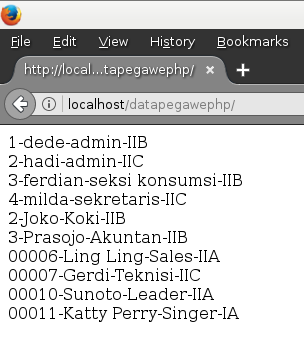 File Edit View History Bookmarks
http://local...tapegawephp/ × +
localhost/datapegawephp/
1-dede-admin-IIB
2-hadi-admin-IIC
3-ferdian-seksi konsumsi-IIB
4-milda-sekretaris-IIC
2-Joko-Koki-IIB
3-Prasojo-Akuntan-IIB
00006-Ling Ling-Sales-IIA
00007-Gerdi-Teknisi-IIC
00010-Sunoto-Leader-IIA
00011-Katty Perry-Singer-IA